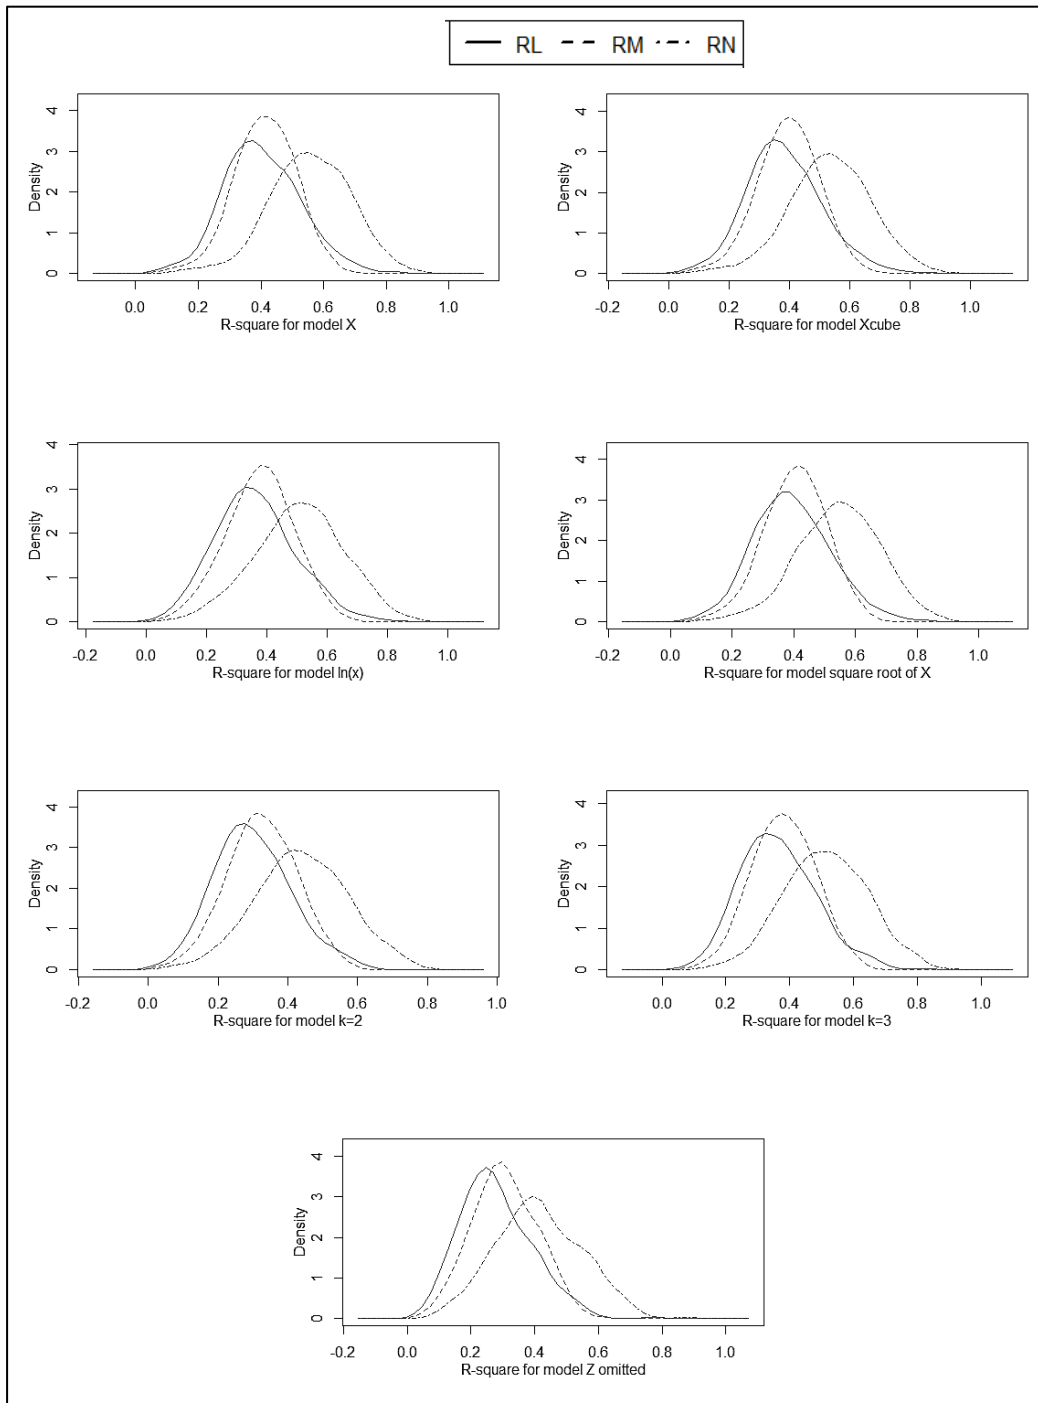 RL RM RN
Density
4
3
2
1
0
0.0 0.2 0.4 0.6 0.8 1.0
R-square for model X
Density
4
3
2
1
0
0.0 0.2 0.4 0.6 0.8 1.0
R-square for model Xcube
Density
4
3
2
1
0
-0.2 0.0 0.2 0.4 0.6 0.8 1.0
R-square for model ln(x)
Density
4
3
2
1
0
-0.2 0.0 0.2 0.4 0.6 0.8 1.0
R-square for model square root of X
Density
4
3
2
1
0
-0.2 0.0 0.2 0.4 0.6 0.8 1.0
R-square for model k=2
Density
4
3
2
1
0
0.0 0.2 0.4 0.6 0.8 1.0
R-square for model k=3
Density
4
3
2
1
0
-0.2 0.0 0.2 0.4 0.6 0.8 1.0
R-square for model Z omitted